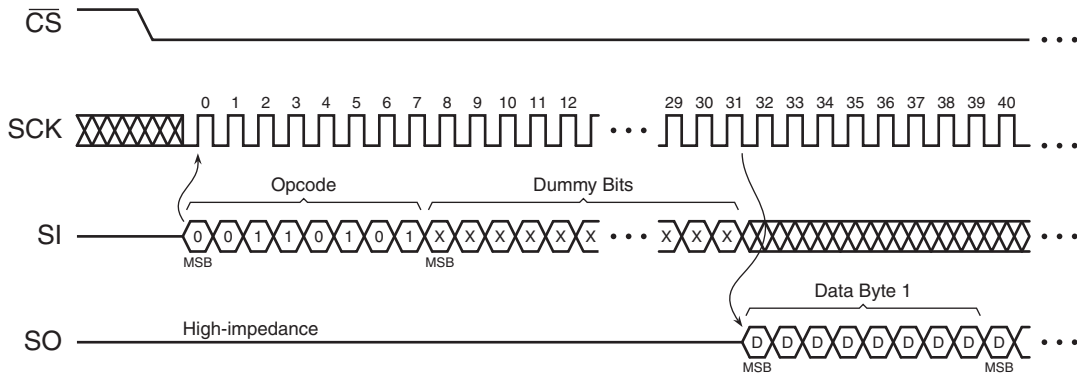 CS
• • •
0 1 2 3 4 5 6 7 8 9 10 11 12 29 30 31 32 33 34 35 36 37 38 39 40
SCK • • • • • •
Opcode Dummy Bits
SI 0 0 1 1 0 1 0 1 X X X X X X • • • X X X • • •
MSB MSB
Data Byte 1
High-impedance
SO D D D D D D D D D • • •
MSB MSB